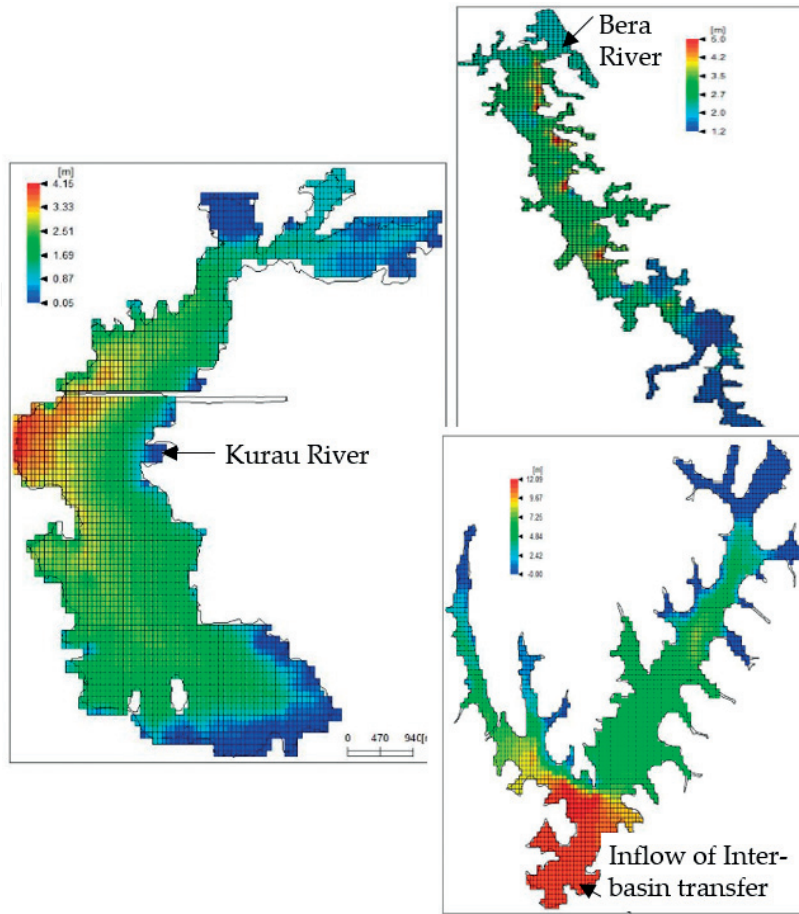 [m]
4.15
3.33
2.51
1.69
0.87
0.05
Kurau River
0 470 940[
Bera
River
[m]
5.0
4.2
3.5
2.7
2.0
1.2
[m]
12.09
9.67
7.25
4.84
2.42
-0.00
Inflow of Inter-
basin transfer